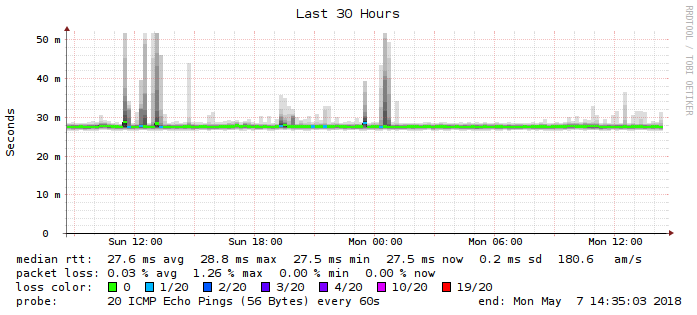 Last 30 Hours
RRDTOOL / TOBI OETIKER
Seconds
50 m
40 m
30 m
20 m
10 m
0
Sun 12:00 Sun 18:00 Mon 00:00 Mon 06:00 Mon 12:00
median rtt: 27.6 ms avg 28.8 ms max 27.5 ms min 27.5 ms now 0.2 ms sd 180.6 am/s
packet loss: 0.03 % avg 1.26 % max 0.00 % min 0.00 % now
loss color: 0 1/20 2/20 3/20 4/20 10/20 19/20
probe: 20 ICMP Echo Pings (56 Bytes) every 60s end: Mon May 7 14:35:03 2018